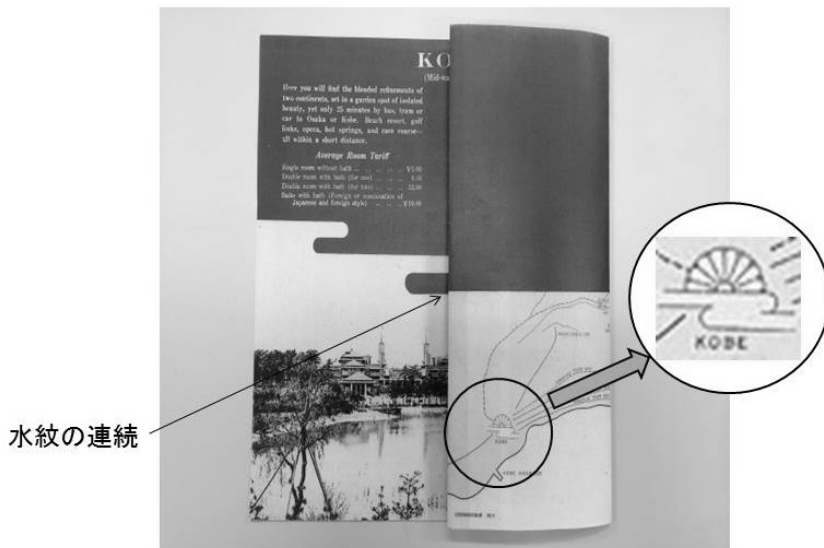 KO
(Mid-wa
Here you will find the blended refinements of
two continents, set in a garden spot of isolated
beauty, yet only 25 minutes by bus, tram or
car to Osaka or Kobe. Beach resort, golf
links, opera, hot springs, and race course—
all within a short distance.
Average Room Tariff
Single room without bath
Double room with bath (for one)
Double room with bath (for two)
Suite with bath (Foreign or combination of
Japanese and foreign style)
KOBE
KOBE
水紋の連続